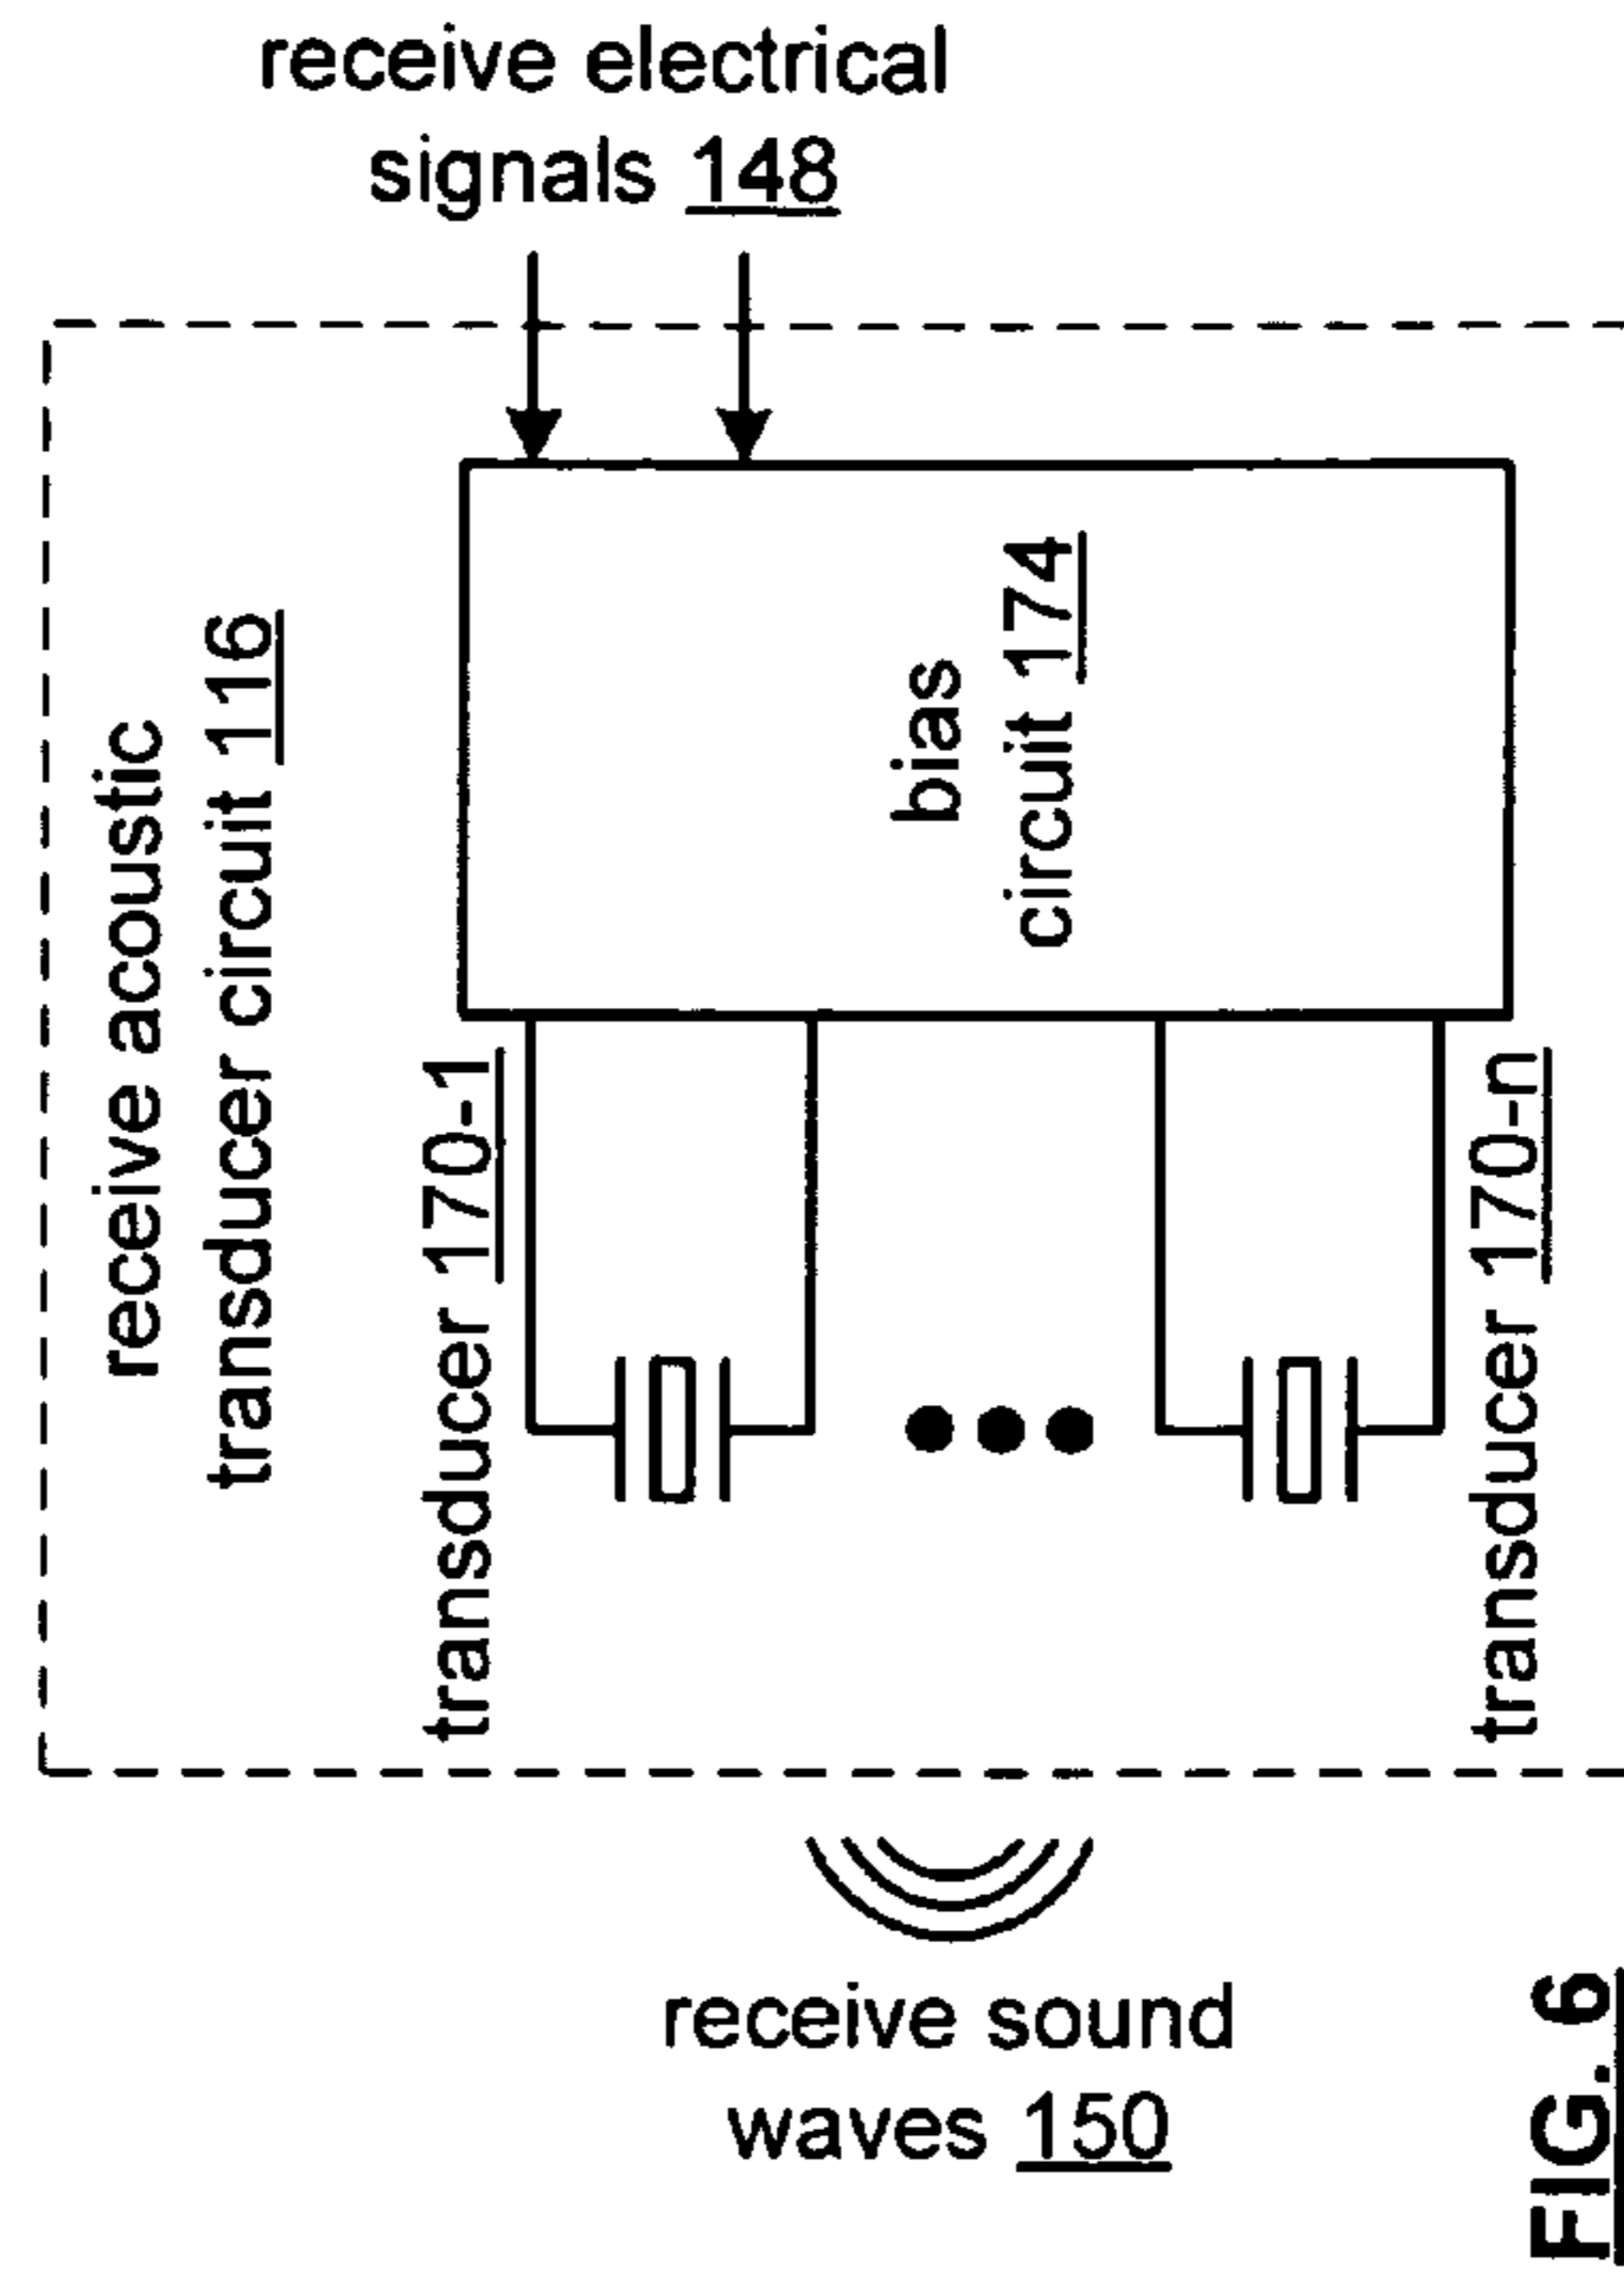 receive electrical
signals 148
receive acoustic
transducer circuit 116
bias
circuit 174
transducer 170-1
transducer 170-n
receive sound
waves 150
FIG. 6